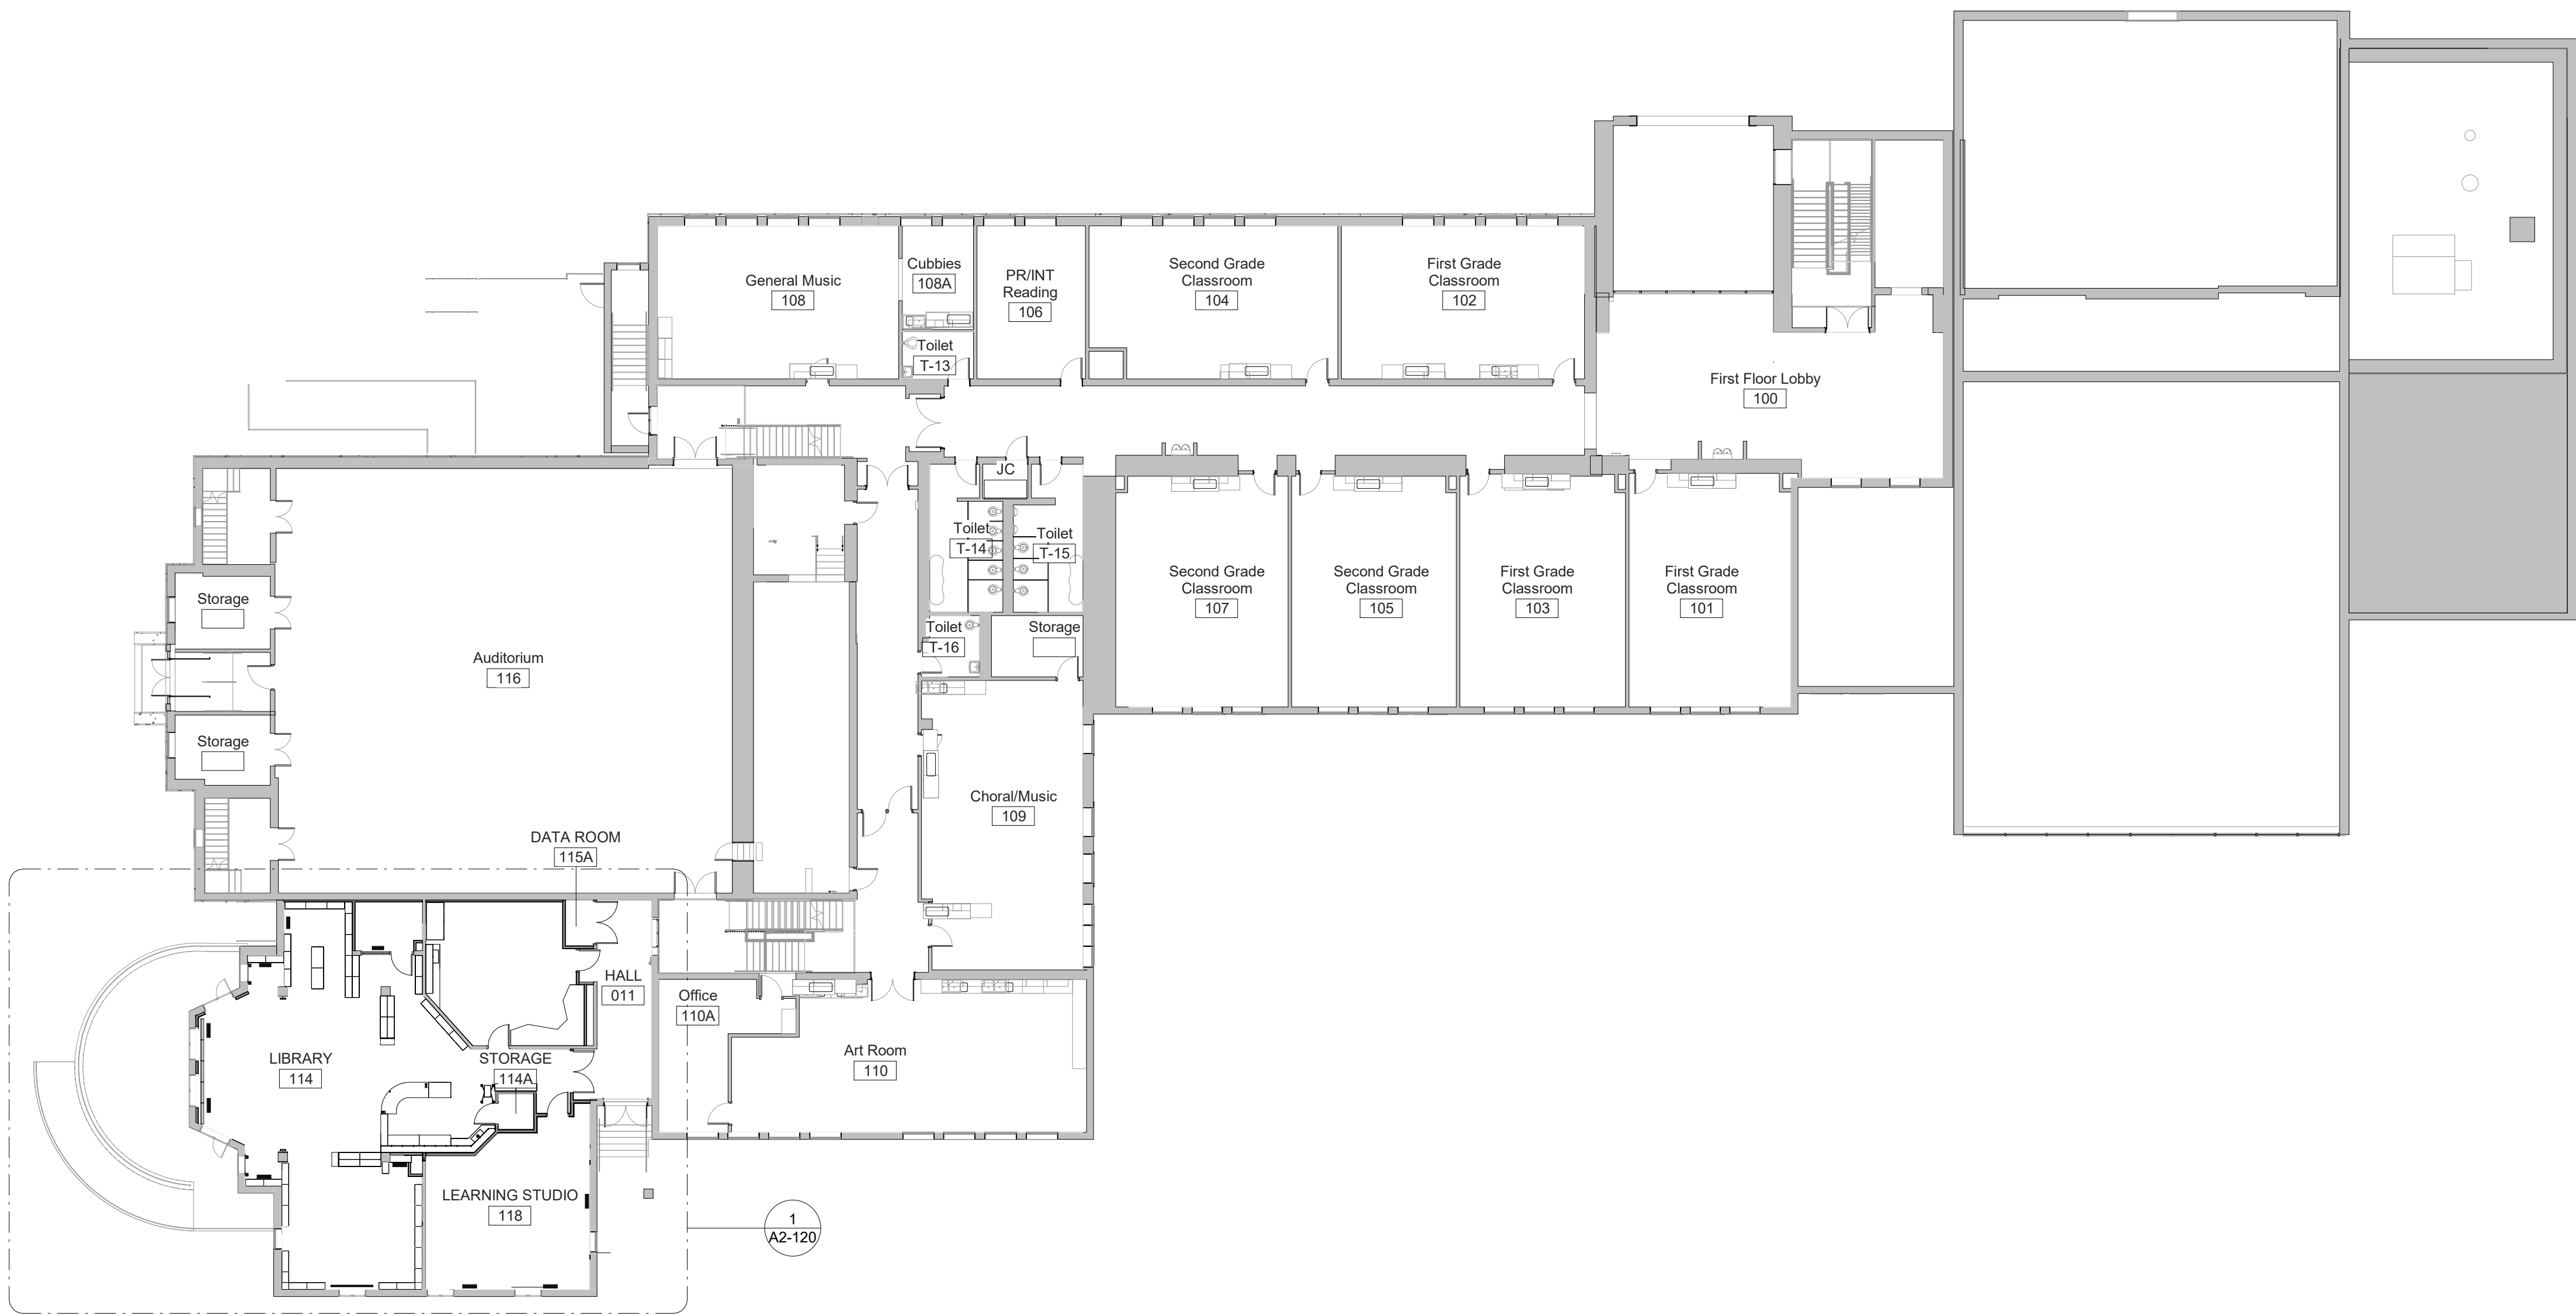 General Music
108
Cubbies
108A
PR/INT
Reading
106
Second Grade
Classroom
104
First Grade
Classroom
102
Toilet
T-13
First Floor Lobby
100
JC
Toilet
T-14
Toilet
T-15
Second Grade
Classroom
107
Second Grade
Classroom
105
First Grade
Classroom
103
First Grade
Classroom
101
Storage
Toilet
T-16
Storage
Auditorium
116
Storage
Choral/Music
109
DATA ROOM
115A
HALL
011
Office
110A
Art Room
110
LIBRARY
114
STORAGE
114A
LEARNING STUDIO
118
1
A2-120